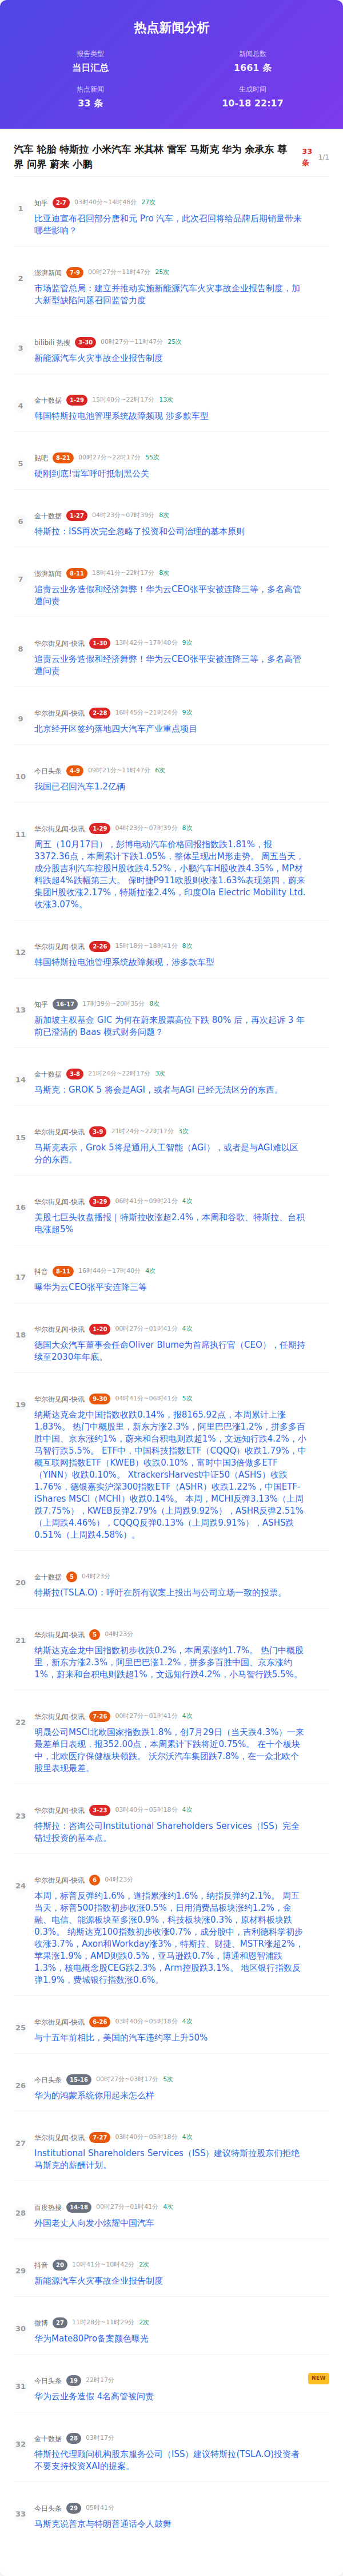 热点新闻分析
报告类型
当日汇总
新闻总数
1661 条
热点新闻
33 条
生成时间
10-18 22:17
汽车 轮胎 特斯拉 小米汽车 米其林 雷军 马斯克 华为 余承东 尊
界 问界 蔚来 小鹏
33
条
1/1
1
知乎 2-7 03时40分~14时48分 27次
比亚迪宣布召回部分唐和元 Pro 汽车，此次召回将给品牌后期销量带来
哪些影响？
2
澎湃新闻 7-9 00时27分~11时47分 25次
市场监管总局：建立并推动实施新能源汽车火灾事故企业报告制度，加
大新型缺陷问题召回监管力度
3
bilibili 热搜 3-30 00时27分~11时47分 25次
新能源汽车火灾事故企业报告制度
4
金十数据 1-29 15时40分~22时17分 13次
韩国特斯拉电池管理系统故障频现 涉多款车型
5
贴吧 8-21 00时27分~22时17分 55次
硬刚到底!雷军呼吁抵制黑公关
6
金十数据 1-27 04时23分~07时39分 8次
特斯拉：ISS再次完全忽略了投资和公司治理的基本原则
7
澎湃新闻 8-11 18时41分~22时17分 8次
追责云业务造假和经济舞弊！华为云CEO张平安被连降三等，多名高管
遭问责
8
华尔街见闻-快讯 1-30 13时42分~17时40分 9次
追责云业务造假和经济舞弊！华为云CEO张平安被连降三等，多名高管
遭问责
9
华尔街见闻-快讯 2-28 16时45分~21时24分 9次
北京经开区签约落地四大汽车产业重点项目
10
今日头条 4-9 09时21分~11时47分 6次
我国已召回汽车1.2亿辆
11
华尔街见闻-快讯 1-29 04时23分~07时39分 8次
周五（10月17日），彭博电动汽车价格回报指数跌1.81%，报
3372.36点，本周累计下跌1.05%，整体呈现出M形走势。 周五当天，
成分股吉利汽车控股H股收跌4.52%，小鹏汽车H股收跌4.35%，MP材
料跌超4%跌幅第三大。 保时捷P911欧股则收涨1.63%表现第四，蔚来
集团H股收涨2.17%，特斯拉涨2.4%，印度Ola Electric Mobility Ltd.
收涨3.07%。
12
华尔街见闻-快讯 2-26 15时18分~18时41分 8次
韩国特斯拉电池管理系统故障频现，涉多款车型
13
知乎 16-17 17时39分~20时35分 8次
新加坡主权基金 GIC 为何在蔚来股票高位下跌 80% 后，再次起诉 3 年
前已澄清的 Baas 模式财务问题？
14
金十数据 3-8 21时24分~22时17分 3次
马斯克：GROK 5 将会是AGI，或者与AGI 已经无法区分的东西。
15
华尔街见闻-快讯 3-9 21时24分~22时17分 3次
马斯克表示，Grok 5将是通用人工智能（AGI），或者是与AGI难以区
分的东西。
16
华尔街见闻-快讯 3-29 06时41分~09时21分 4次
美股七巨头收盘播报｜特斯拉收涨超2.4%，本周和谷歌、特斯拉、台积
电涨超5%
17
抖音 8-11 16时44分~17时40分 4次
曝华为云CEO张平安连降三等
18
华尔街见闻-快讯 1-20 00时27分~01时41分 4次
德国大众汽车董事会任命Oliver Blume为首席执行官（CEO），任期持
续至2030年年底。
19
华尔街见闻-快讯 9-30 04时41分~06时41分 5次
纳斯达克金龙中国指数收跌0.14%，报8165.92点，本周累计上涨
1.83%。 热门中概股里，新东方涨2.3%，阿里巴巴涨1.2%，拼多多百
胜中国、京东涨约1%，蔚来和台积电则跌超1%，文远知行跌4.2%，小
马智行跌5.5%。 ETF中，中国科技指数ETF（CQQQ）收跌1.79%，中
概互联网指数ETF（KWEB）收跌0.10%，富时中国3倍做多ETF
（YINN）收跌0.10%。 XtrackersHarvest中证50（ASHS）收跌
1.76%，德银嘉实沪深300指数ETF（ASHR）收跌1.22%，中国ETF-
iShares MSCI（MCHI）收跌0.14%。 本周，MCHI反弹3.13%（上周
跌7.75%），KWEB反弹2.79%（上周跌9.92%），ASHR反弹2.51%
（上周跌4.46%），CQQQ反弹0.13%（上周跌9.91%），ASHS跌
0.51%（上周跌4.58%）。
20
金十数据 5 04时23分
特斯拉(TSLA.O)：呼吁在所有议案上投出与公司立场一致的投票。
21
华尔街见闻-快讯 5 04时23分
纳斯达克金龙中国指数初步收跌0.2%，本周涨约1.7%。 热门中概股
里，新东方涨2.3%，阿里巴巴涨1.2%，拼多多百胜中国、京东涨约
1%，蔚来和台积电则跌超1%，文远知行跌4.2%，小马智行跌5.5%。
22
华尔街见闻-快讯 7-26 00时27分~01时41分 4次
明晟公司MSCI北欧国家指数跌1.8%，创7月29日（当天跌4.3%）一来
最差单日表现，报352.00点，本周累计下跌将近0.75%。 在十个板块
中，北欧医疗保健板块领跌。 沃尔沃汽车集团跌7.8%，在一众北欧个
股里表现最差。
23
华尔街见闻-快讯 3-23 03时40分~05时18分 4次
特斯拉：咨询公司Institutional Shareholders Services（ISS）完全
错过投资的基本点。
24
华尔街见闻-快讯 6 04时23分
本周，标普反弹约1.6%，道指累涨约1.6%，纳指反弹约2.1%。 周五
当天，标普500指数初步收涨0.5%，日用消费品板块涨约1.2%，金
融、电信、能源板块至多涨0.9%，科技板块涨0.3%，原材料板块跌
0.3%。 纳斯达克100指数初步收涨0.7%，成分股中，吉利德科学初步
收涨3.7%，Axon和Workday涨3%，特斯拉、财捷、MSTR涨超2%，
苹果涨1.9%，AMD则跌0.5%，亚马逊跌0.7%，博通和恩智浦跌
1.3%，核电概念股CEG跌2.3%，Arm控股跌3.1%。 地区银行指数反
弹1.9%，费城银行指数涨0.6%。
25
华尔街见闻-快讯 6-26 03时40分~05时18分 4次
与十五年前相比，美国的汽车违约率上升50%
26
今日头条 15-16 00时27分~03时17分 5次
华为的鸿蒙系统你用起来怎么样
27
华尔街见闻-快讯 7-27 03时40分~05时18分 4次
Institutional Shareholders Services（ISS）建议特斯拉股东们拒绝
马斯克的薪酬计划。
28
百度热搜 14-18 00时27分~01时41分 4次
外国老丈人向发小炫耀中国汽车
29
抖音 20 10时41分~10时42分 2次
新能源汽车火灾事故企业报告制度
30
微博 27 11时28分~11时29分 2次
华为Mate80Pro备案颜色曝光
31
今日头条 19 22时17分
NEW
华为云业务造假 4名高管被问责
32
金十数据 28 03时17分
特斯拉代理顾问机构股东服务公司（ISS）建议特斯拉(TSLA.O)投资者
不要支持投资XAI的提案。
33
今日头条 29 05时41分
马斯克说普京与特朗普通话令人鼓舞